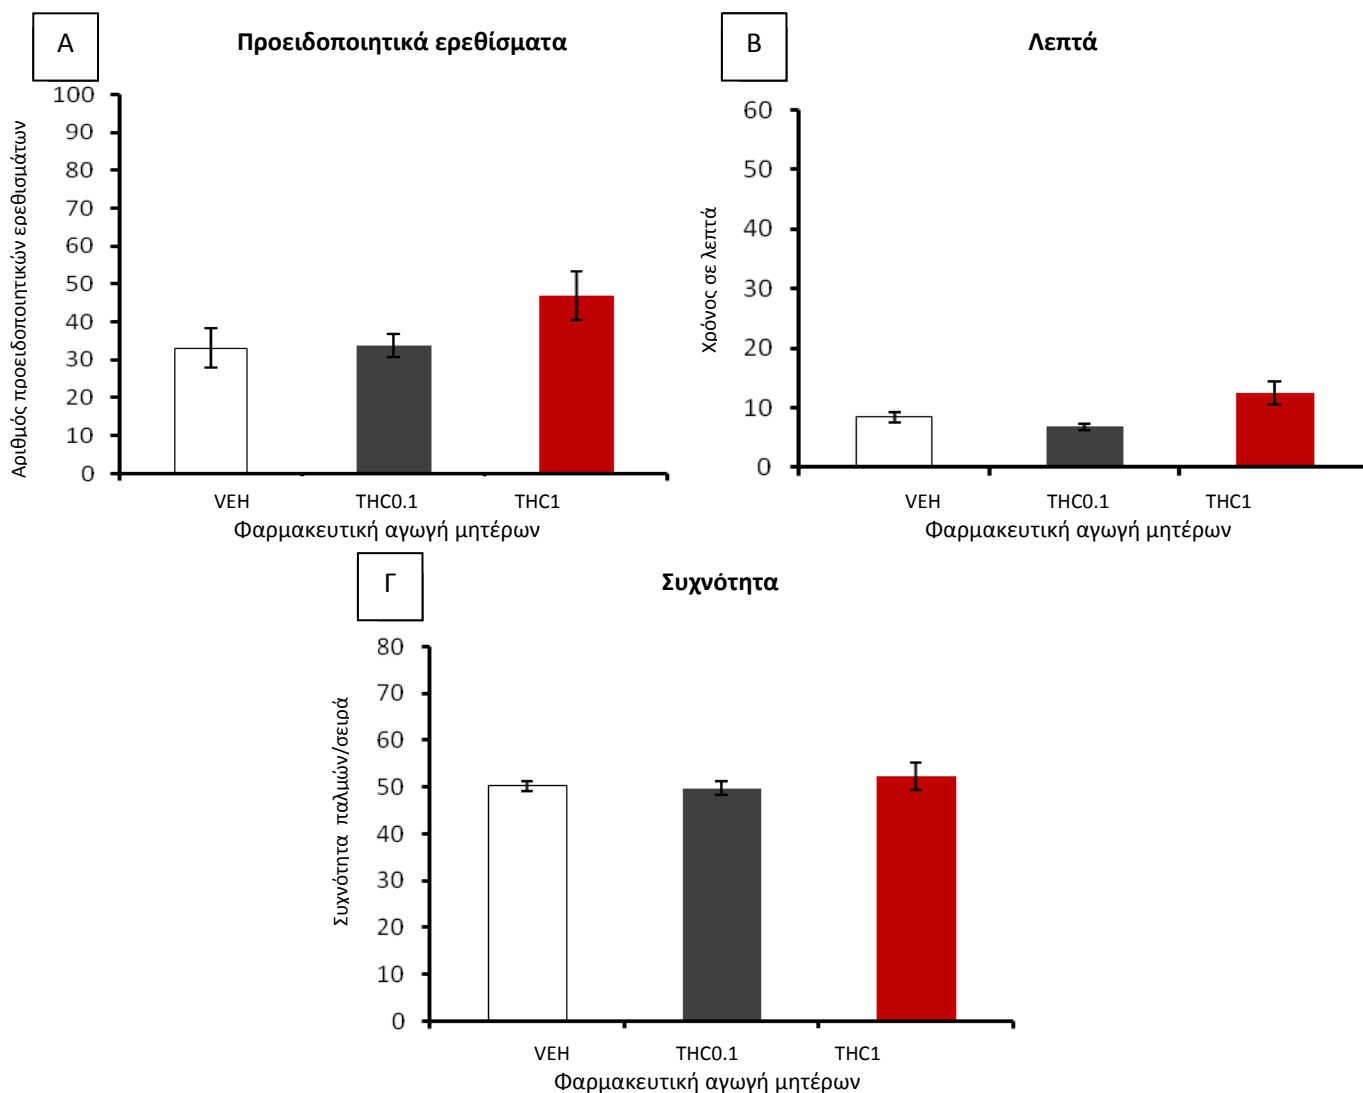 A
Προειδοποιητικά ερεθίσματα
Αριθμός προειδοποιητικών ερεθισμάτων
100
90
80
70
60
50
40
30
20
10
0
VEH THC0.1 THC1
Φαρμακευτική αγωγή μητέρων
B
Λεπτά
Χρόνος σε λεπτά
60
50
40
30
20
10
0
VEH THC0.1 THC1
Φαρμακευτική αγωγή μητέρων
Γ
Συχνότητα
Συχνότητα παλμών/σειρά
80
70
60
50
40
30
20
10
0
VEH THC0.1 THC1
Φαρμακευτική αγωγή μητέρων